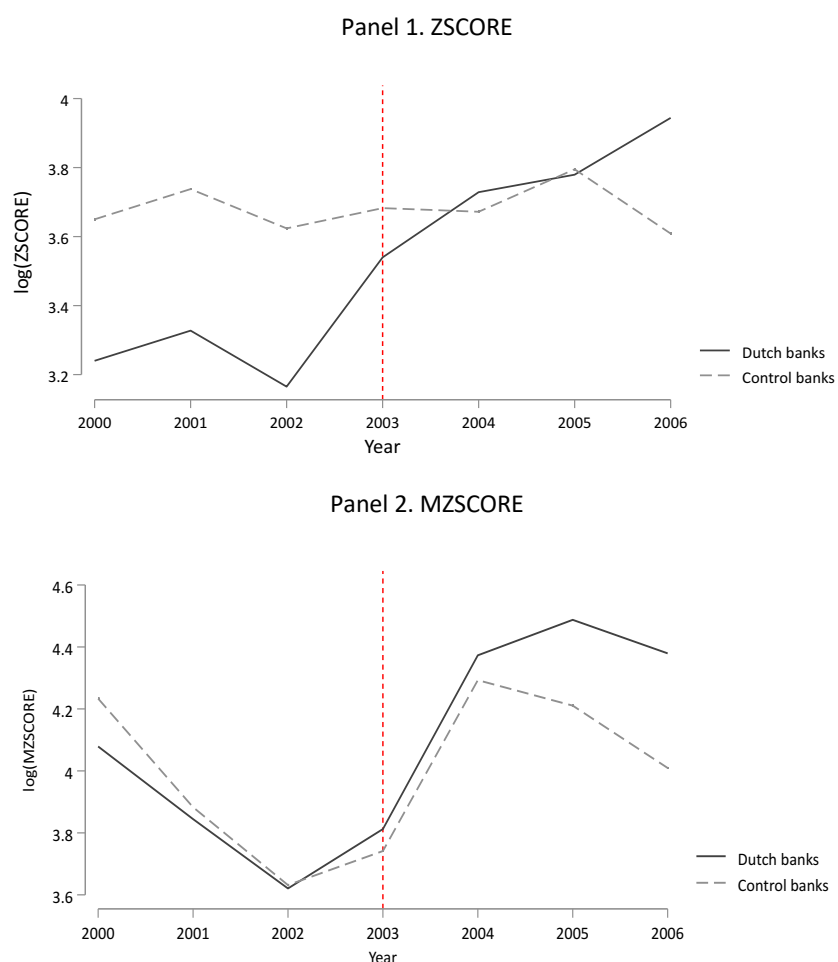 Panel 1. ZSCORE
4
3.8
3.6
3.4
3.2
log(ZSCORE)
2000 2001 2002 2003 2004 2005 2006
Year
Dutch banks
Control banks
Panel 2. MZSCORE
4.6
4.4
4.2
4
3.8
3.6
log(MZSCORE)
2000 2001 2002 2003 2004 2005 2006
Year
Dutch banks
Control banks